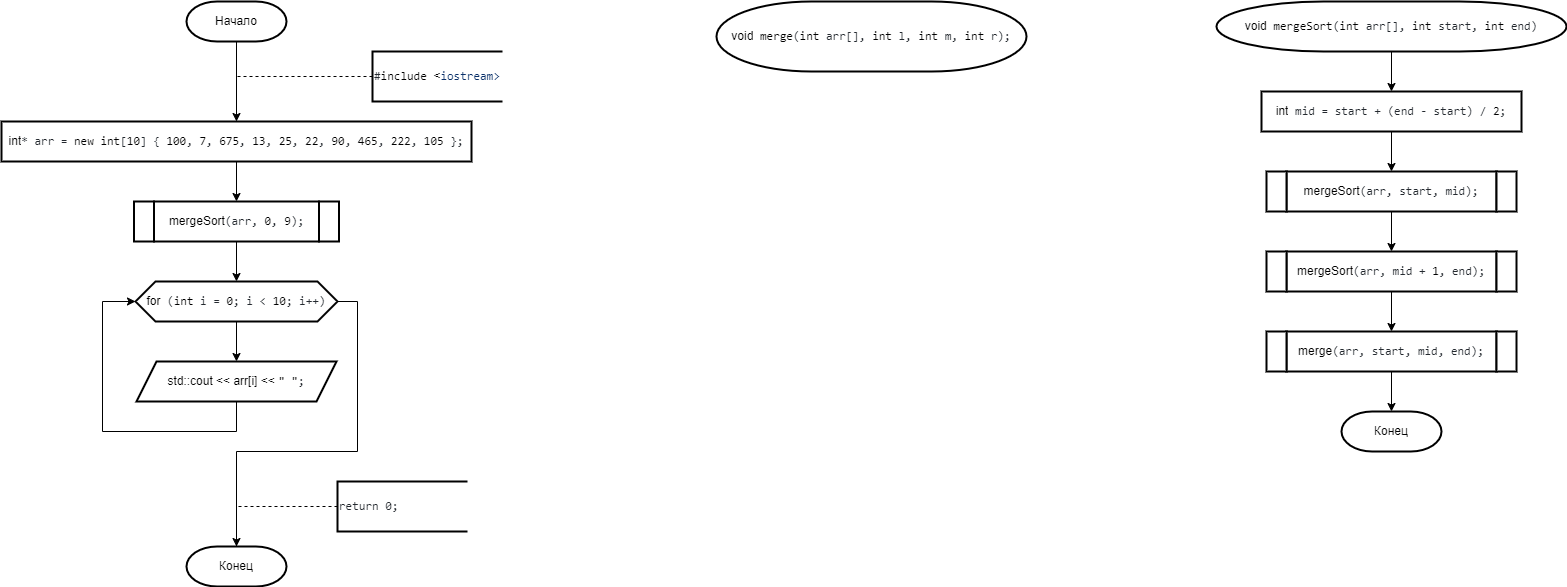 Начало
#include <iostream>
int* arr = new int[10] { 100, 7, 675, 13, 25, 22, 90, 465, 222, 105 };
mergeSort(arr, 0, 9);
for (int i = 0; i < 10; i++)
std::cout << arr[i] << " ";
return 0;
Конец
void merge(int arr[], int l, int m, int r);
void mergeSort(int arr[], int start, int end)
int mid = start + (end - start) / 2;
mergeSort(arr, start, mid);
mergeSort(arr, mid + 1, end);
merge(arr, start, mid, end);
Конец